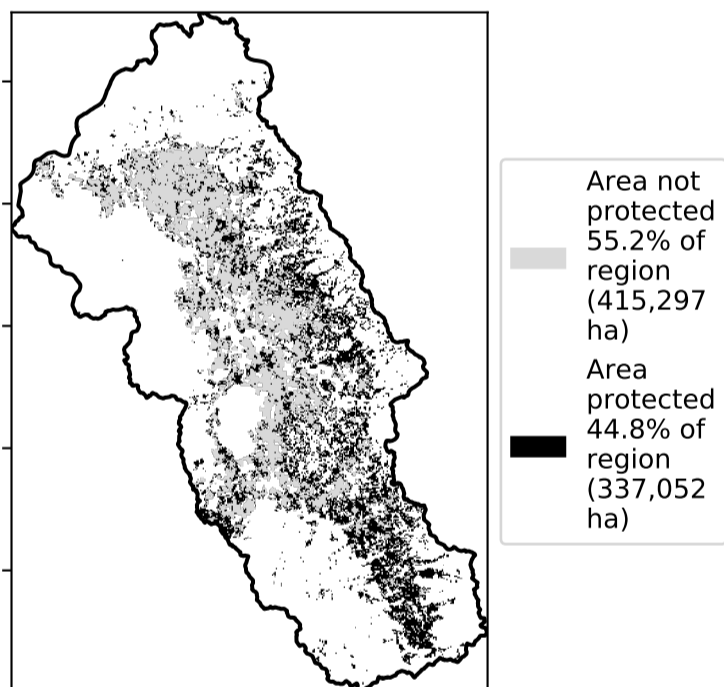 Area not
protected
55.2% of
region
(415,297
ha)
Area
protected
44.8% of
region
(337,052
ha)